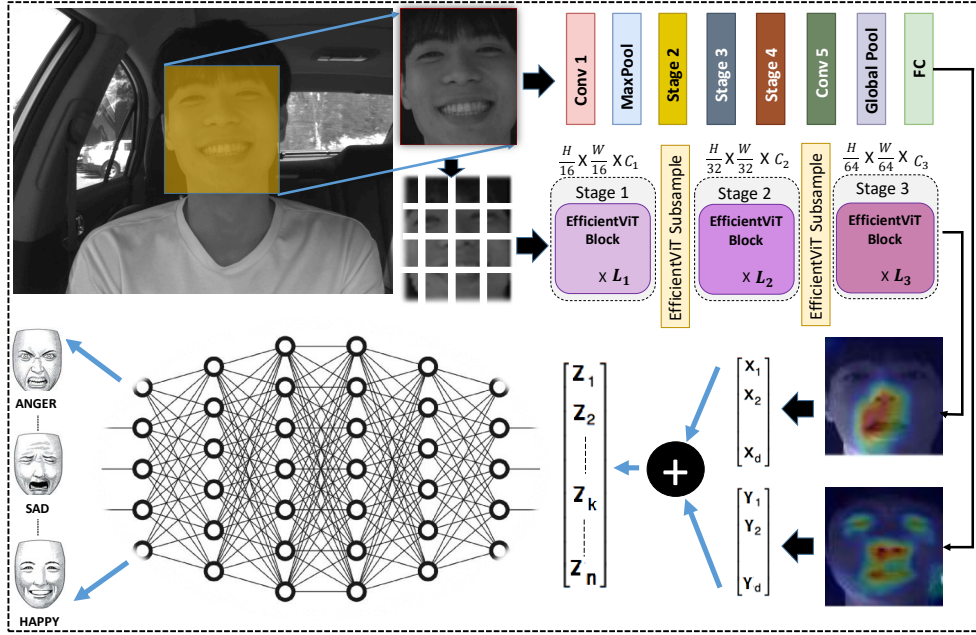 Conv 1
MaxPool
Stage 2
Stage 3
Stage 4
Conv 5
Global Pool
FC
H/16 X W/16 X C₁
H/32 X W/32 X C₂
H/64 X W/64 X C₃
Stage 1
EfficientViT
Block
X L₁
EfficientViT Subsample
Stage 2
EfficientViT
Block
X L₂
EfficientViT Subsample
Stage 3
EfficientViT
Block
X L₃
ANGER
SAD
HAPPY
Z₁
Z₂
Zₖ
Zₙ
+
X₁
X₂
X_d
Y₁
Y₂
Y_d